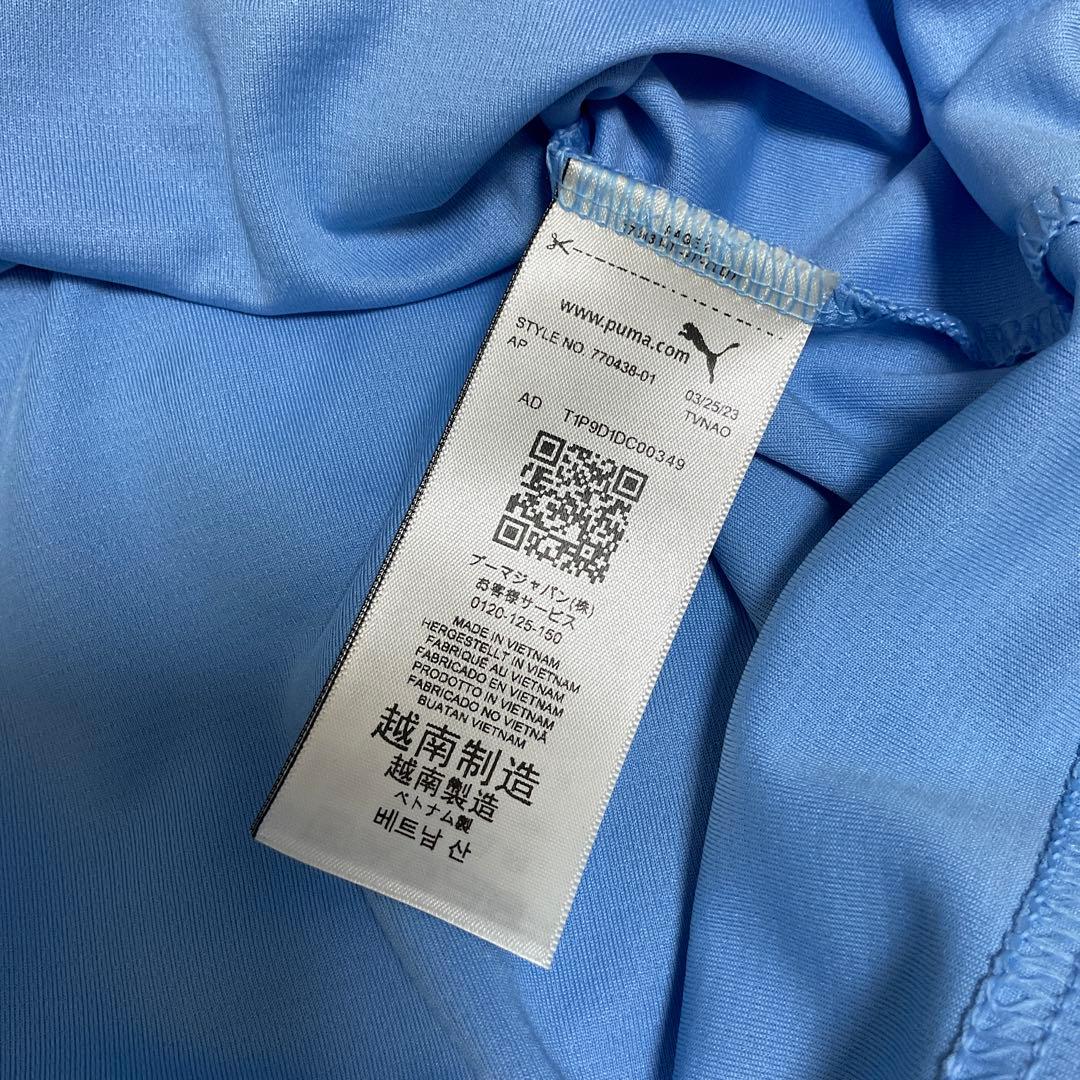 www.puma.com
STYLE NO. 770438-01
AP
03/25/23
TVNAO
AD T1P9D1DC00349
プーマジャパン(株)
お客様サービス
0120-125-150
MADE IN VIETNAM
HERGESTELLT IN VIETNAM
FABRIQUÉ AU VIETNAM
FABRICADO EN VIETNAM
PRODOTTO IN VIETNAM
FABRICADO NO VIETNÃ
BUATAN VIETNAM
越南制造
越南製造
ベトナム製
베트남 산